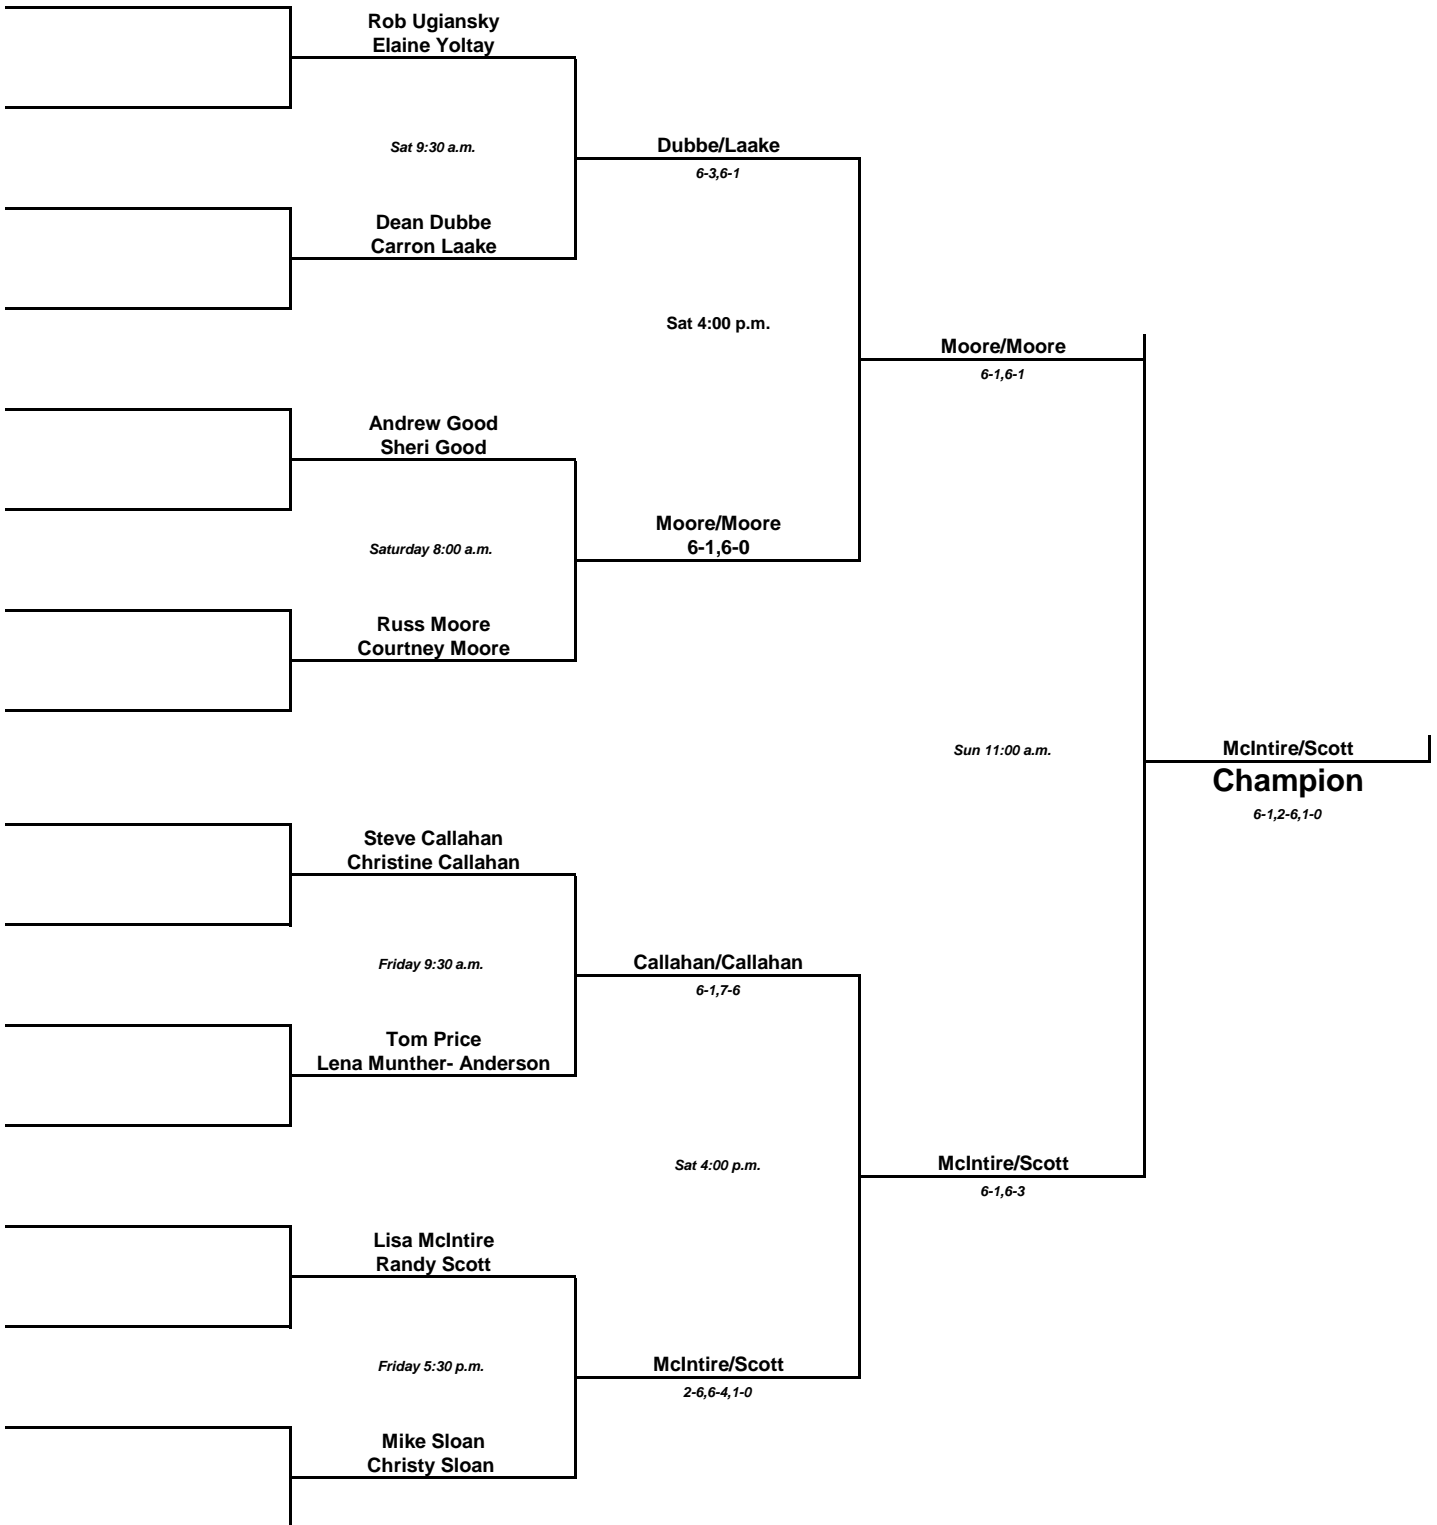 Rob Ugiansky
Elaine Yoltay
Sat 9:30 a.m.
Dubbe/Laake
6-3,6-1
Dean Dubbe
Carron Laake
Sat 4:00 p.m.
Moore/Moore
6-1,6-1
Andrew Good
Sheri Good
Saturday 8:00 a.m.
Moore/Moore
6-1,6-0
Russ Moore
Courtney Moore
Sun 11:00 a.m.
McIntire/Scott
Champion
6-1,2-6,1-0
Steve Callahan
Christine Callahan
Friday 9:30 a.m.
Callahan/Callahan
6-1,7-6
Tom Price
Lena Munther- Anderson
Sat 4:00 p.m.
McIntire/Scott
6-1,6-3
Lisa McIntire
Randy Scott
Friday 5:30 p.m.
McIntire/Scott
2-6,6-4,1-0
Mike Sloan
Christy Sloan